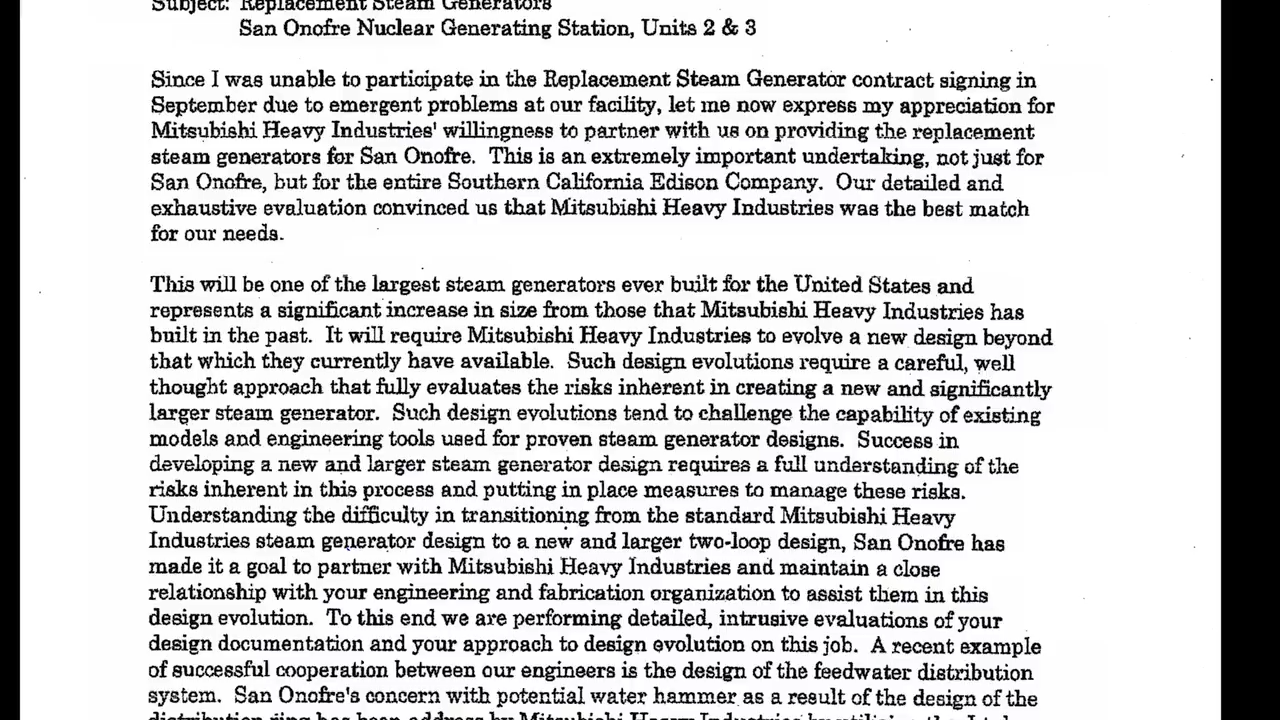 Subject: Replacement Steam Generators
San Onofre Nuclear Generating Station, Units 2 & 3
Since I was unable to participate in the Replacement Steam Generator contract signing in
September due to emergent problems at our facility, let me now express my appreciation for
Mitsubishi Heavy Industries' willingness to partner with us on providing the replacement
steam generators for San Onofre. This is an extremely important undertaking, not just for
San Onofre, but for the entire Southern California Edison Company. Our detailed and
exhaustive evaluation convinced us that Mitsubishi Heavy Industries was the best match
for our needs.
This will be one of the largest steam generators ever built for the United States and
represents a significant increase in size from those that Mitsubishi Heavy Industries has
built in the past. It will require Mitsubishi Heavy Industries to evolve a new design beyond
that which they currently have available. Such design evolutions require a careful, well
thought approach that fully evaluates the risks inherent in creating a new and significantly
larger steam generator. Such design evolutions tend to challenge the capability of existing
models and engineering tools used for proven steam generator designs. Success in
developing a new and larger steam generator design requires a full understanding of the
risks inherent in this process and putting in place measures to manage these risks.
Understanding the difficulty in transitioning from the standard Mitsubishi Heavy
Industries steam generator design to a new and larger two-loop design, San Onofre has
made it a goal to partner with Mitsubishi Heavy Industries and maintain a close
relationship with your engineering and fabrication organization to assist them in this
design evolution. To this end we are performing detailed, intrusive evaluations of your
design documentation and your approach to design evolution on this job. A recent example
of successful cooperation between our engineers is the design of the feedwater distribution
system. San Onofre's concern with potential water hammer as a result of the design of the
distribution ring has been address by Mitsubishi Heavy Industries by utilizing the